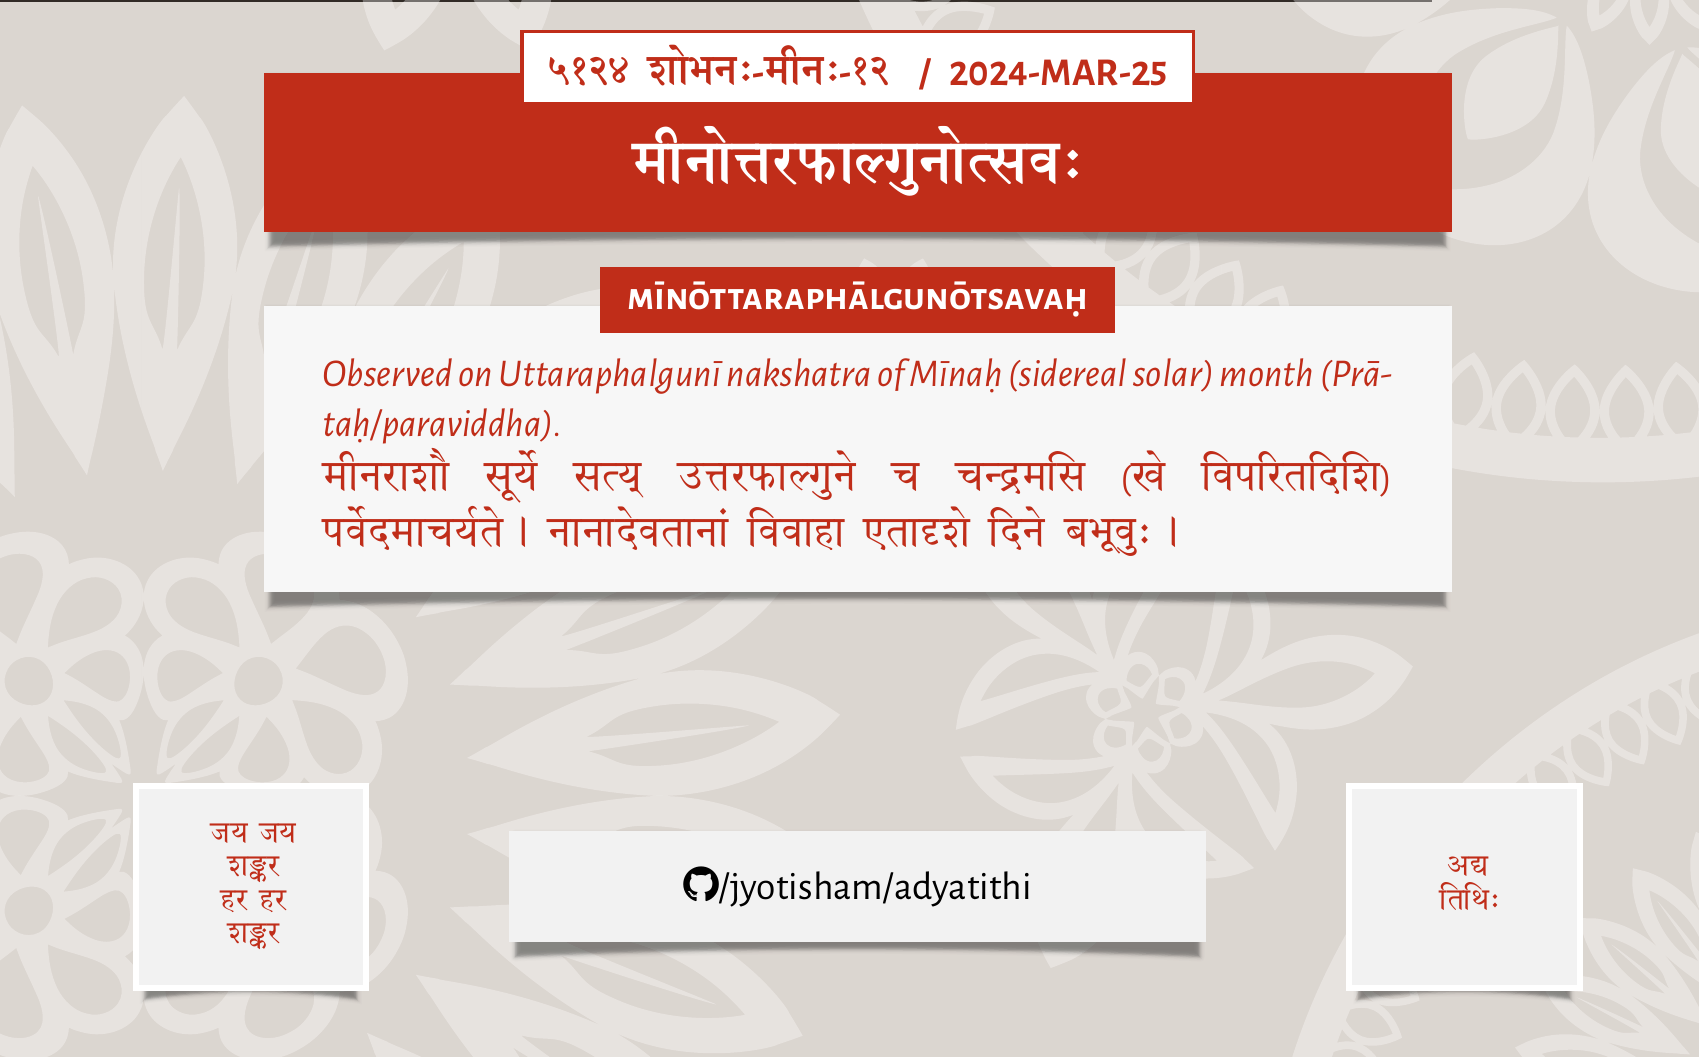 ५१२४ शोभनः-मीनः-१२ / 2024-MAR-25
मीनोत्तरफाल्गुनोत्सवः
MĪNŌTTARAPHĀLGUNŌTSAVAḤ
Observed on Uttaraphalgunī nakshatra of Mīnaḥ (sidereal solar) month (Prā-
taḥ/paraviddha).
मीनराशौ सूर्ये सत्य् उत्तरफाल्गुने च चन्द्रमसि (खे विपरितदिशि)
पर्वेदमाचर्यते । नानादेवतानां विवाहा एतादृशे दिने बभूवुः ।
जय जय
शङ्कर
हर हर
शङ्कर
/jyotisham/adyatithi
अद्य
तिथिः